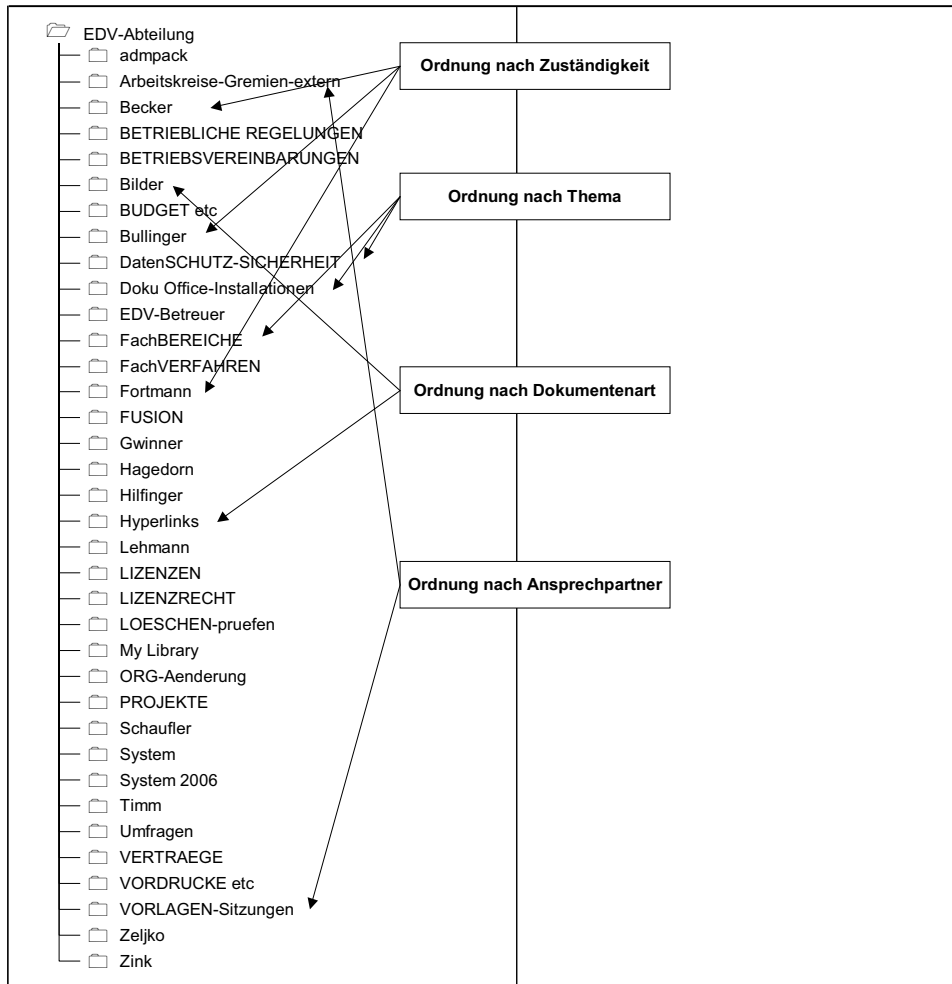 EDV-Abteilung
admpack
Arbeitskreise-Gremien-extern
Becker
BETRIEBLICHE REGELUNGEN
BETRIEBSVEREINBARUNGEN
Bilder
BUDGET etc
Bullinger
DatenSCHUTZ-SICHERHEIT
Doku Office-Installationen
EDV-Betreuer
FachBEREICHE
FachVERFAHREN
Fortmann
FUSION
Gwinner
Hagedorn
Hilfinger
Hyperlinks
Lehmann
LIZENZEN
LIZENZRECHT
LOESCHEN-pruefen
My Library
ORG-Aenderung
PROJEKTE
Schaufler
System
System 2006
Timm
Umfragen
VERTRAEGE
VORDRUCKE etc
VORLAGEN-Sitzungen
Zeljko
Zink
Ordnung nach Zuständigkeit
Ordnung nach Thema
Ordnung nach Dokumentenart
Ordnung nach Ansprechpartner